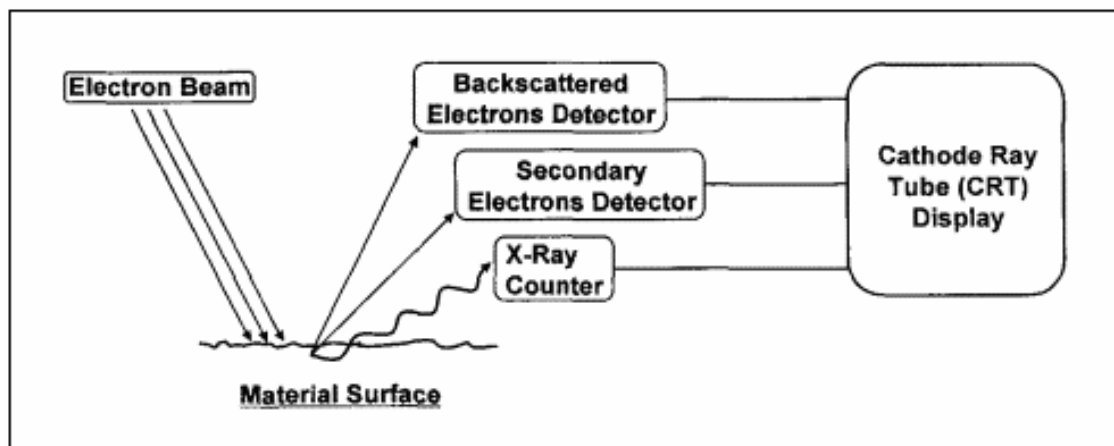 Electron Beam
Backscattered
Electrons Detector
Secondary
Electrons Detector
X-Ray
Counter
Cathode Ray
Tube (CRT)
Display
Material Surface